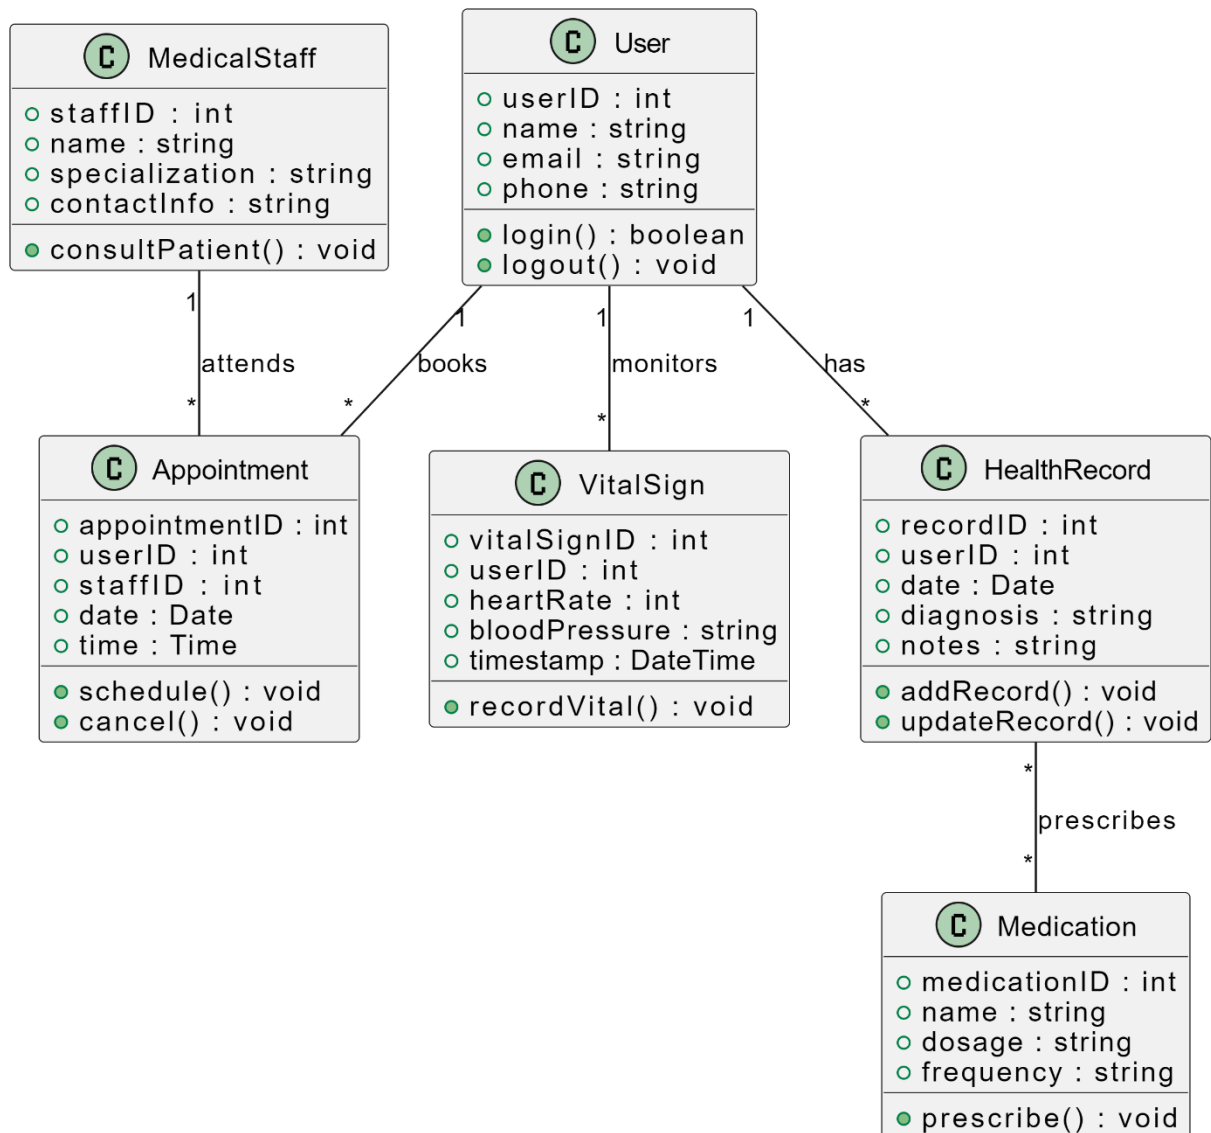 C MedicalStaff
staffID : int
name : string
specialization : string
contactInfo : string
consultPatient() : void
C User
userID : int
name : string
email : string
phone : string
login() : boolean
logout() : void
1
attends
*
1
books
*
1
monitors
*
1
has
*
C Appointment
appointmentID : int
userID : int
staffID : int
date : Date
time : Time
schedule() : void
cancel() : void
C VitalSign
vitalSignID : int
userID : int
heartRate : int
bloodPressure : string
timestamp : DateTime
recordVital() : void
C HealthRecord
recordID : int
userID : int
date : Date
diagnosis : string
notes : string
addRecord() : void
updateRecord() : void
*
prescribes
*
C Medication
medicationID : int
name : string
dosage : string
frequency : string
prescribe() : void